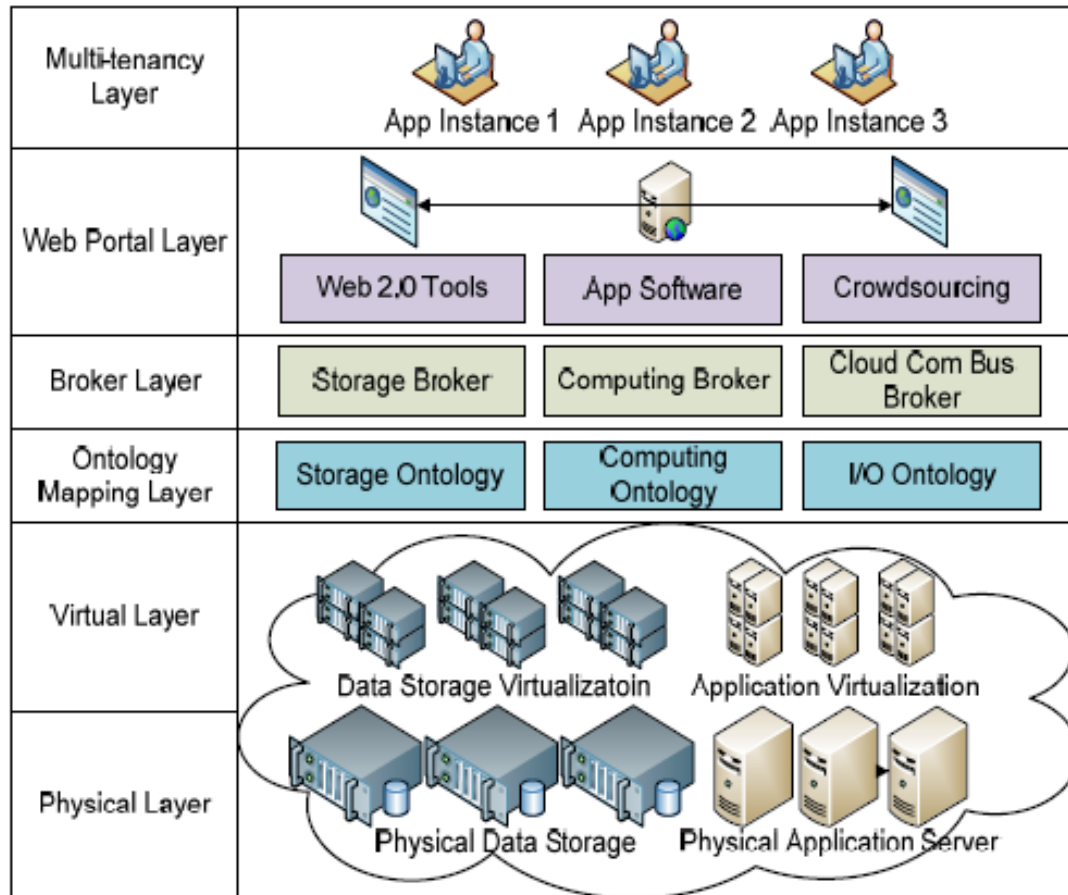 Multi-tenancy
Layer
App Instance 1 App Instance 2 App Instance 3
Web Portal Layer
Web 2.0 Tools
App Software
Crowdsourcing
Broker Layer
Storage Broker
Computing Broker
Cloud Com Bus
Broker
Ontology
Mapping Layer
Storage Ontology
Computing
Ontology
I/O Ontology
Virtual Layer
Data Storage Virtualizatoin
Application Virtualization
Physical Layer
Physical Data Storage
Physical Application Server